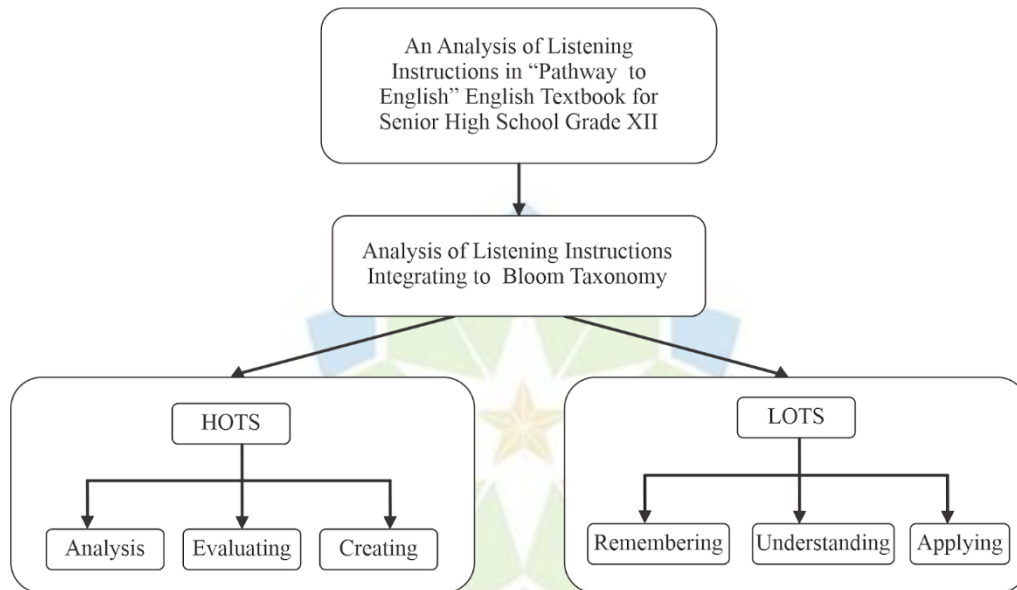 An Analysis of Listening
Instructions in “Pathway to
English” English Textbook for
Senior High School Grade XII
Analysis of Listening Instructions
Integrating to Bloom Taxonomy
HOTS
Analysis
Evaluating
Creating
LOTS
Remembering
Understanding
Applying